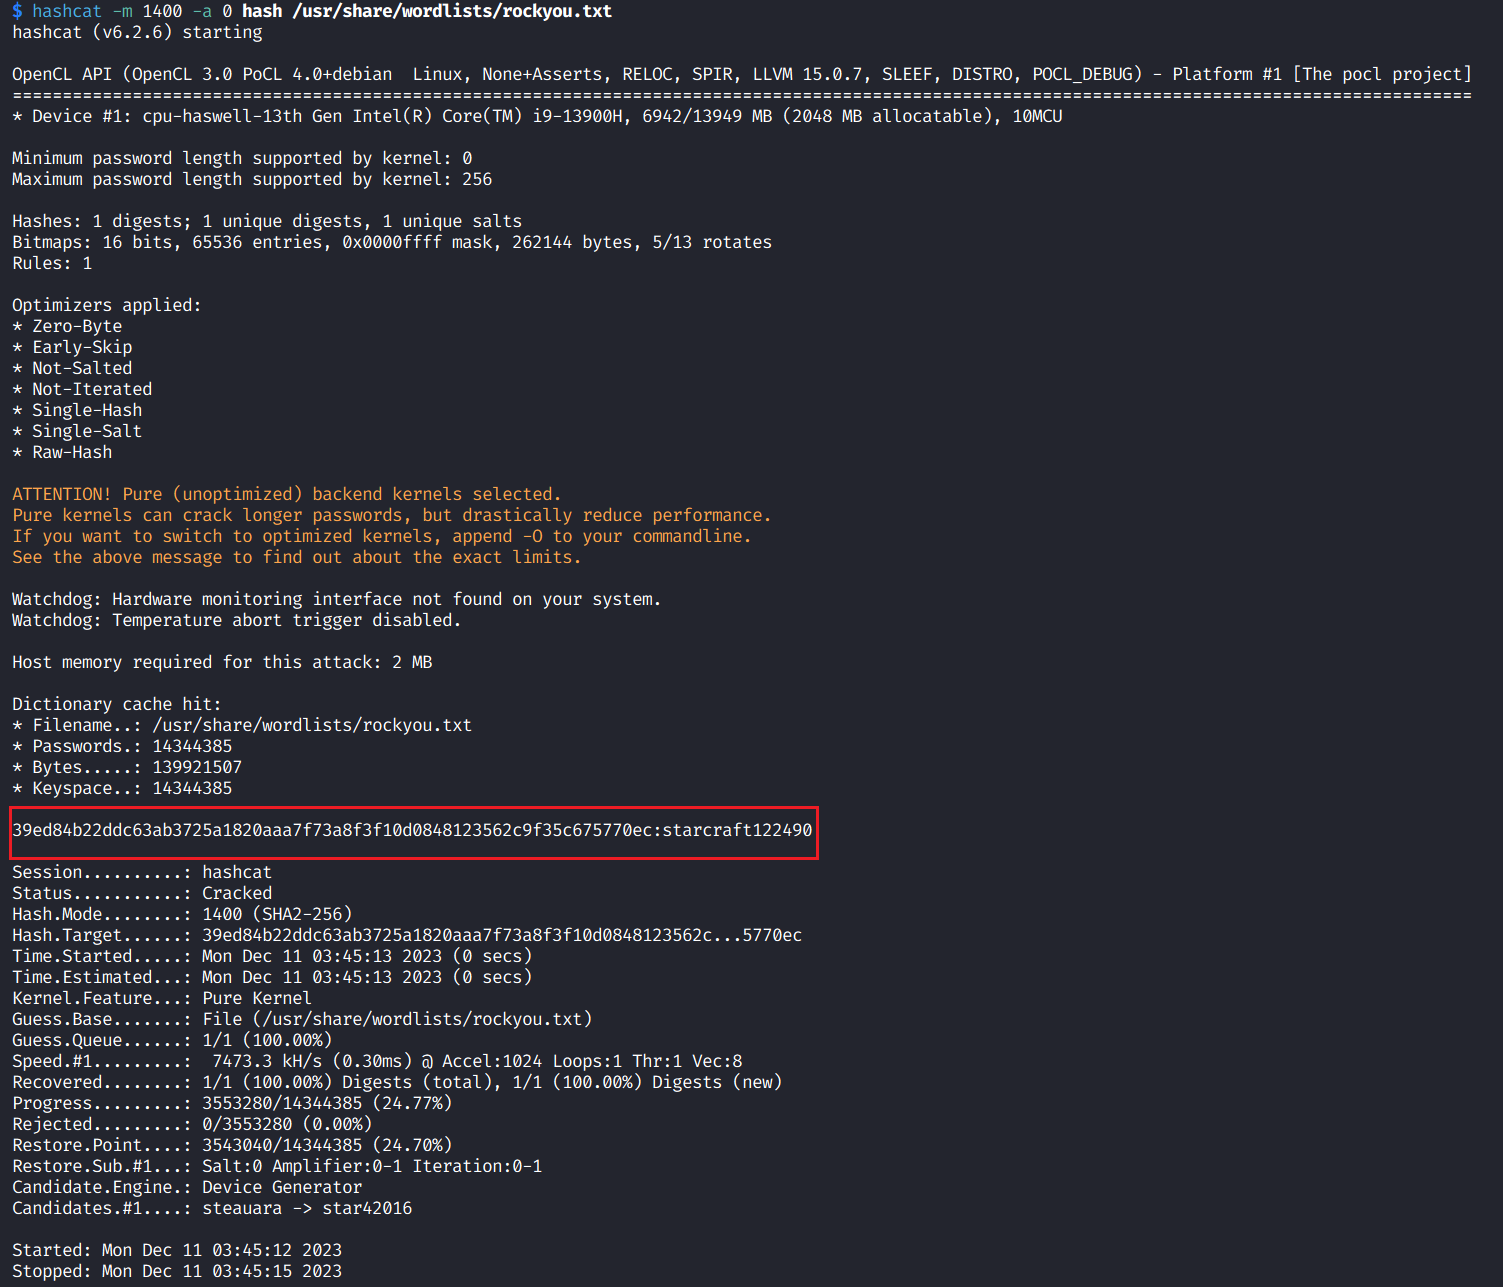 $ hashcat -m 1400 -a 0 hash /usr/share/wordlists/rockyou.txt
hashcat (v6.2.6) starting
OpenCL API (OpenCL 3.0 PoCL 4.0+debian  Linux, None+Asserts, RELOC, SPIR, LLVM 15.0.7, SLEEF, DISTRO, POCL_DEBUG) - Platform #1 [The pocl project]
==================================================================================================================================================
* Device #1: cpu-haswell-13th Gen Intel(R) Core(TM) i9-13900H, 6942/13949 MB (2048 MB allocatable), 10MCU
Minimum password length supported by kernel: 0
Maximum password length supported by kernel: 256
Hashes: 1 digests; 1 unique digests, 1 unique salts
Bitmaps: 16 bits, 65536 entries, 0x0000ffff mask, 262144 bytes, 5/13 rotates
Rules: 1
Optimizers applied:
* Zero-Byte
* Early-Skip
* Not-Salted
* Not-Iterated
* Single-Hash
* Single-Salt
* Raw-Hash
ATTENTION! Pure (unoptimized) backend kernels selected.
Pure kernels can crack longer passwords, but drastically reduce performance.
If you want to switch to optimized kernels, append -O to your commandline.
See the above message to find out about the exact limits.
Watchdog: Hardware monitoring interface not found on your system.
Watchdog: Temperature abort trigger disabled.
Host memory required for this attack: 2 MB
Dictionary cache hit:
* Filename..: /usr/share/wordlists/rockyou.txt
* Passwords.: 14344385
* Bytes.....: 139921507
* Keyspace..: 14344385
39ed84b22ddc63ab3725a1820aaa7f73a8f3f10d0848123562c9f35c675770ec:starcraft122490
Session..........: hashcat
Status...........: Cracked
Hash.Mode........: 1400 (SHA2-256)
Hash.Target......: 39ed84b22ddc63ab3725a1820aaa7f73a8f3f10d0848123562c...5770ec
Time.Started.....: Mon Dec 11 03:45:13 2023 (0 secs)
Time.Estimated...: Mon Dec 11 03:45:13 2023 (0 secs)
Kernel.Feature...: Pure Kernel
Guess.Base.......: File (/usr/share/wordlists/rockyou.txt)
Guess.Queue......: 1/1 (100.00%)
Speed.#1.........:  7473.3 kH/s (0.30ms) @ Accel:1024 Loops:1 Thr:1 Vec:8
Recovered........: 1/1 (100.00%) Digests (total), 1/1 (100.00%) Digests (new)
Progress.........: 3553280/14344385 (24.77%)
Rejected.........: 0/3553280 (0.00%)
Restore.Point....: 3543040/14344385 (24.70%)
Restore.Sub.#1...: Salt:0 Amplifier:0-1 Iteration:0-1
Candidate.Engine.: Device Generator
Candidates.#1....: steauara -> star42016
Started: Mon Dec 11 03:45:12 2023
Stopped: Mon Dec 11 03:45:15 2023